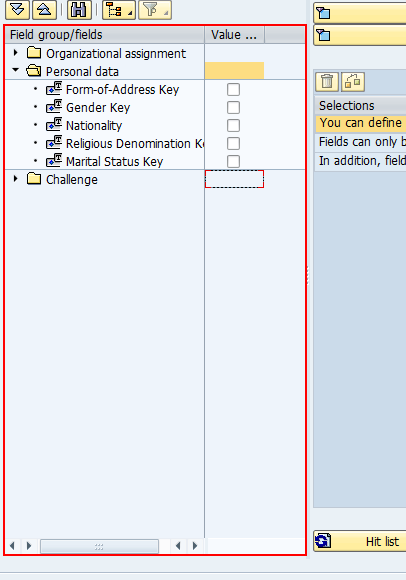 Field group/fields Value ...
Organizational assignment
Personal data
Form-of-Address Key
Gender Key
Nationality
Religious Denomination
Marital Status Key
Challenge
Selections
You can define
Fields can only
In addition, field
Hit list